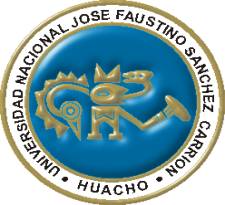 UNIVERSIDAD NACIONAL JOSE FAUSTINO SANCHEZ CARRION
• HUACHO •